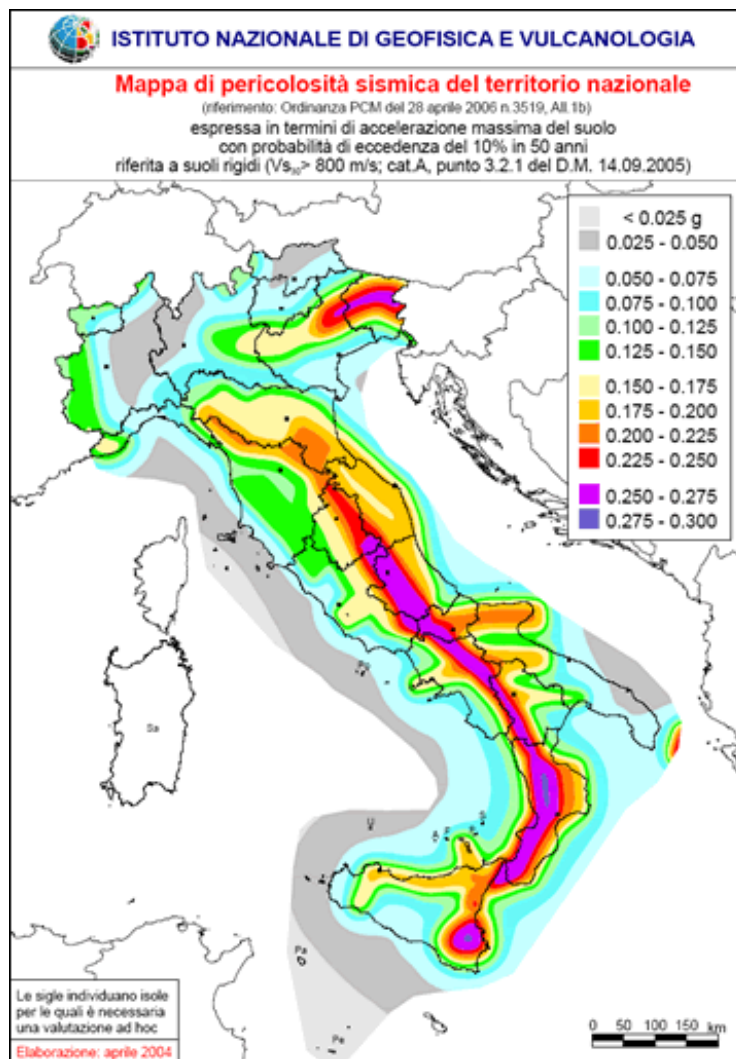 ISTITUTO NAZIONALE DI GEOFISICA E VULCANOLOGIA
Mappa di pericolosità sismica del territorio nazionale
(riferimento: Ordinanza PCM del 28 aprile 2006 n.3519, All.1b)
espressa in termini di accelerazione massima del suolo
con probabilità di eccedenza del 10% in 50 anni
riferita a suoli rigidi (Vs₃₀> 800 m/s; cat.A, punto 3.2.1 del D.M. 14.09.2005)
< 0.025 g
0.025 - 0.050
0.050 - 0.075
0.075 - 0.100
0.100 - 0.125
0.125 - 0.150
0.150 - 0.175
0.175 - 0.200
0.200 - 0.225
0.225 - 0.250
0.250 - 0.275
0.275 - 0.300
Sa
U
A
S
Pa
Pe
Le sigle individuano isole
per le quali è necessaria
una valutazione ad hoc
Elaborazione: aprile 2004
0 50 100 150
km